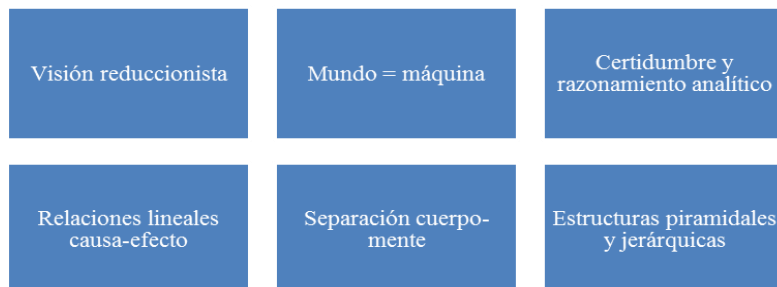 Visión reduccionista
Mundo = máquina
Certidumbre y
razonamiento analítico
Relaciones lineales
causa-efecto
Separación cuerpo-
mente
Estructuras piramidales
y jerárquicas